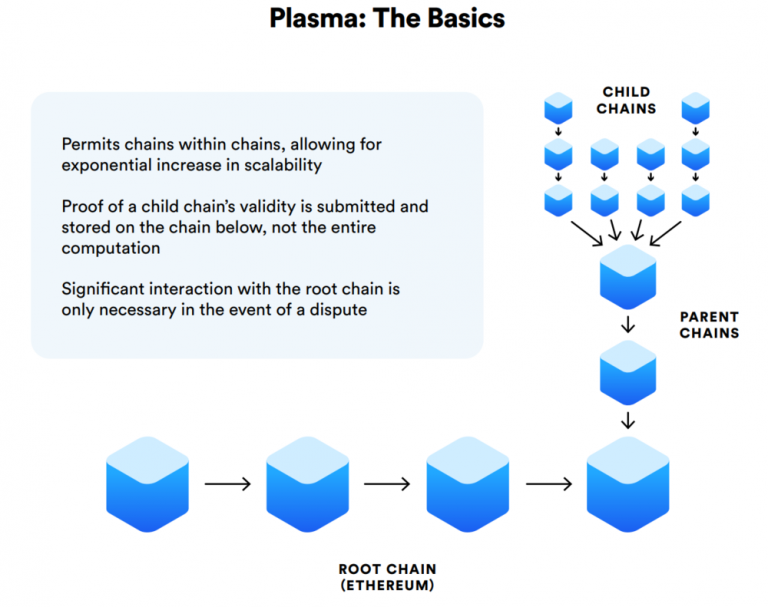 Plasma: The Basics
CHILD
CHAINS
Permits chains within chains, allowing for
exponential increase in scalability
Proof of a child chain’s validity is submitted and
stored on the chain below, not the entire
computation
Significant interaction with the root chain is
only necessary in the event of a dispute
PARENT
CHAINS
ROOT CHAIN
(ETHEREUM)